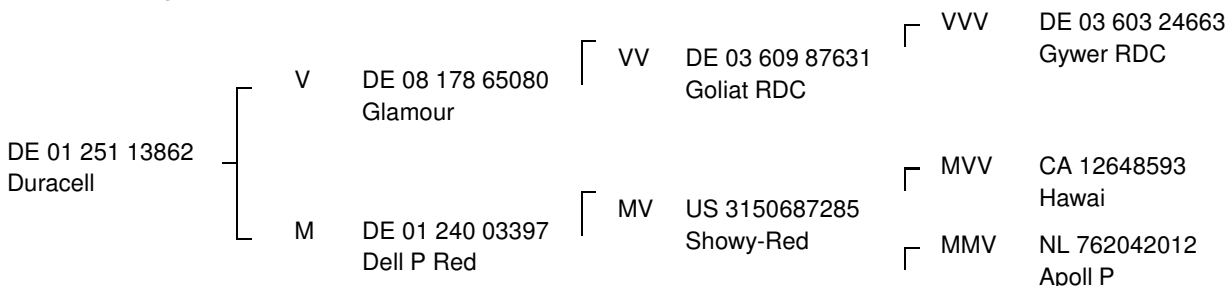 DE 01 251 13862
Duracell
V DE 08 178 65080
Glamour
M DE 01 240 03397
Dell P Red
VV DE 03 609 87631
Goliat RDC
MV US 3150687285
Showy-Red
VVV DE 03 603 24663
Gywer RDC
MVV CA 12648593
Hawai
MMV NL 762042012
Apoll P